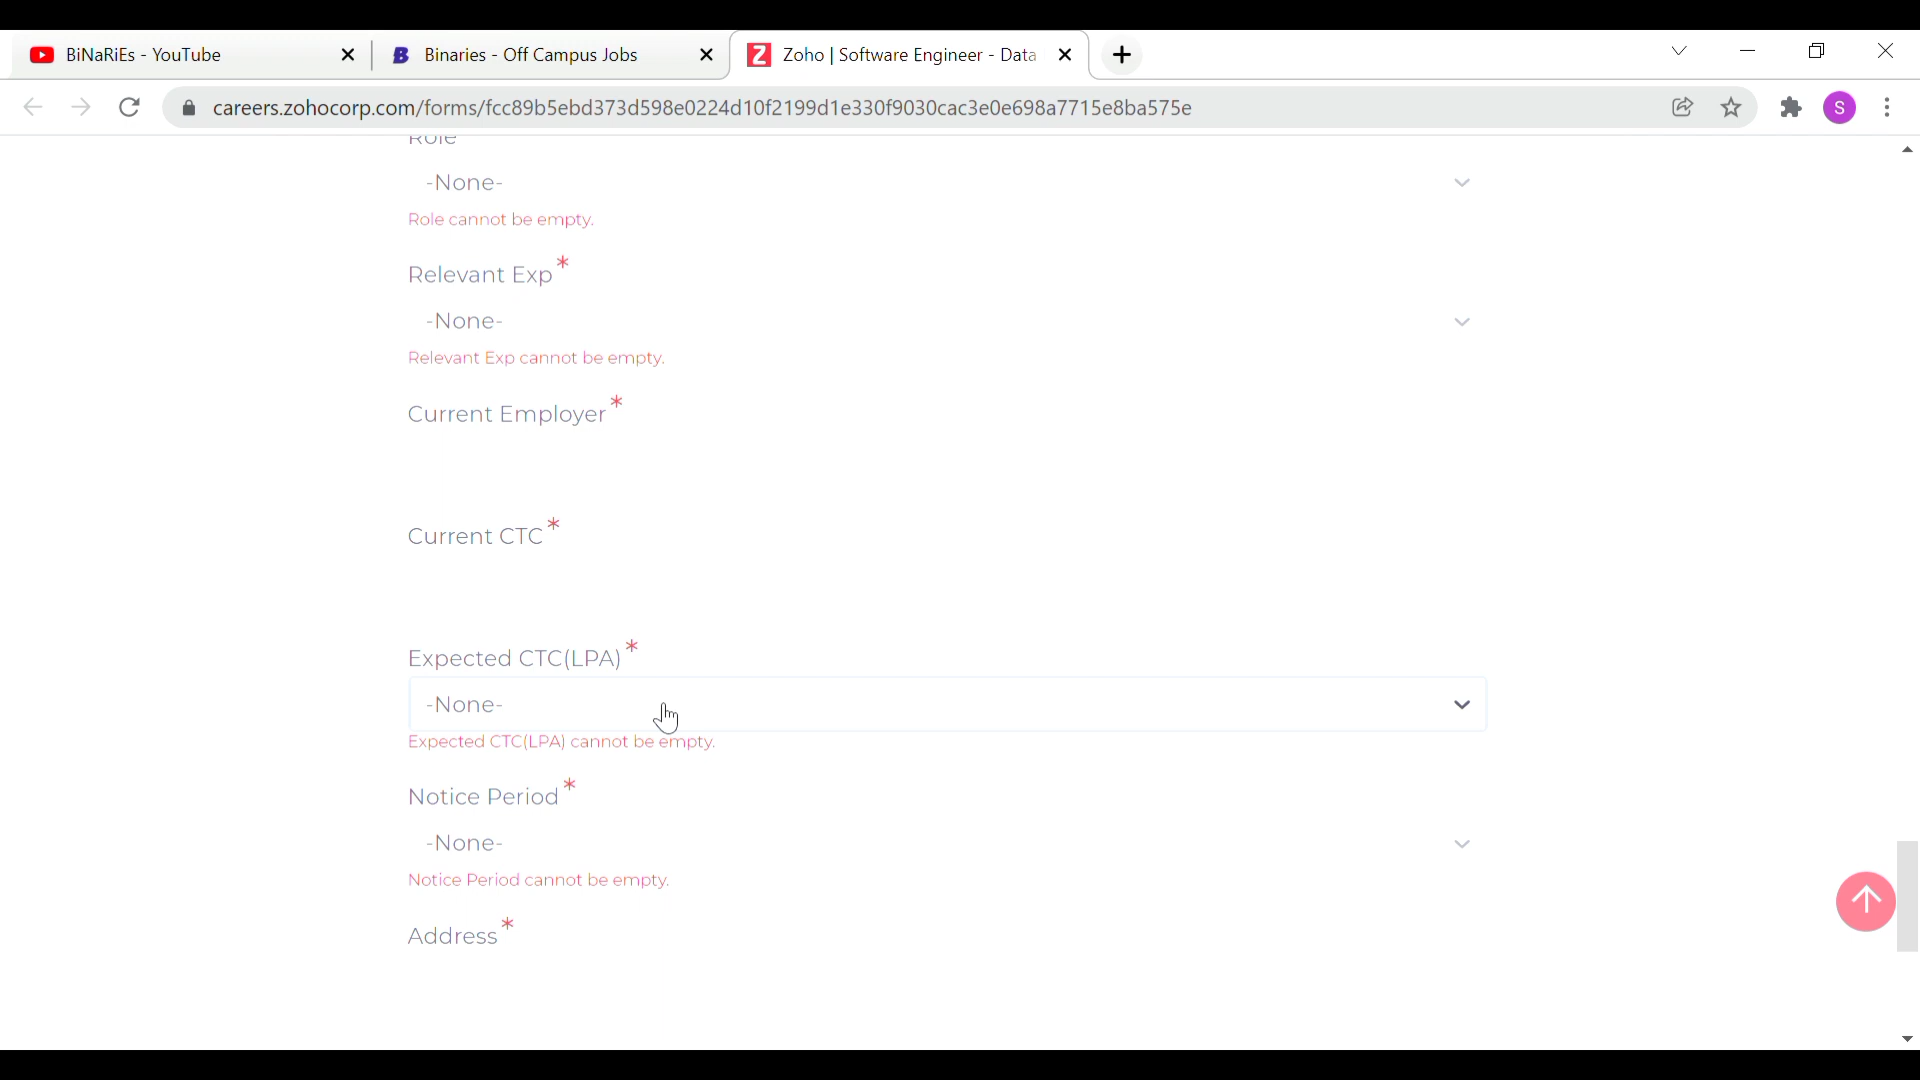 BiNaRiEs - YouTube
Binaries - Off Campus Jobs
Zoho | Software Engineer - Data
careers.zohocorp.com/forms/fcc89b5ebd373d598e0224d10f2199d1e330f9030cac3e0e698a7715e8ba575e
S
Role
-None-
Role cannot be empty.
Relevant Exp*
-None-
Relevant Exp cannot be empty.
Current Employer*
Current CTC*
Expected CTC(LPA)*
-None-
Expected CTC(LPA) cannot be empty.
Notice Period*
-None-
Notice Period cannot be empty.
Address*